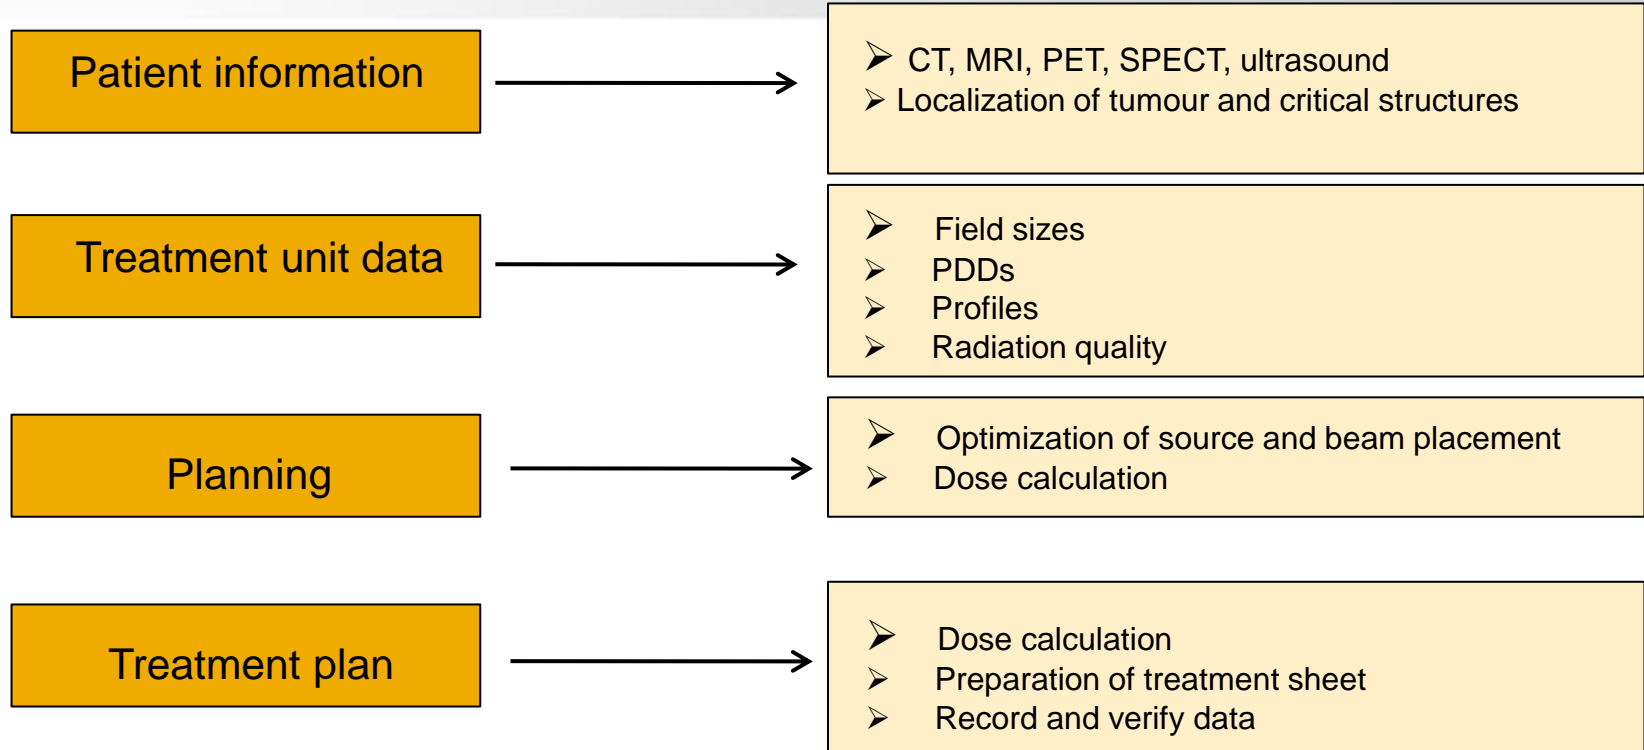 Patient information
➢ CT, MRI, PET, SPECT, ultrasound
➢ Localization of tumour and critical structures
Treatment unit data
➢ Field sizes
➢ PDDs
➢ Profiles
➢ Radiation quality
Planning
➢ Optimization of source and beam placement
➢ Dose calculation
Treatment plan
➢ Dose calculation
➢ Preparation of treatment sheet
➢ Record and verify data